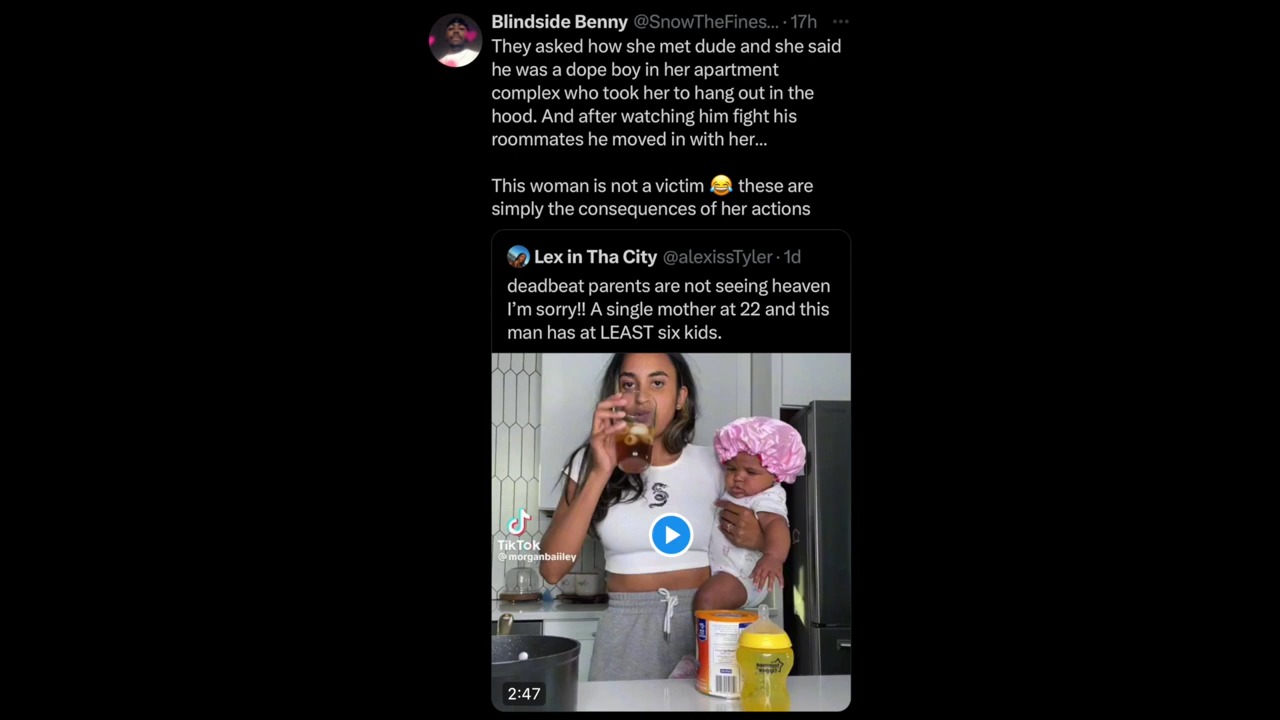 Blindside Benny @SnowTheFines... · 17h ···
They asked how she met dude and she said
he was a dope boy in her apartment
complex who took her to hang out in the
hood. And after watching him fight his
roommates he moved in with her...
This woman is not a victim 😂 these are
simply the consequences of her actions
Lex in Tha City @alexissTyler · 1d
deadbeat parents are not seeing heaven
I’m sorry!! A single mother at 22 and this
man has at LEAST six kids.
TikTok
@morganbaiiley
2:47